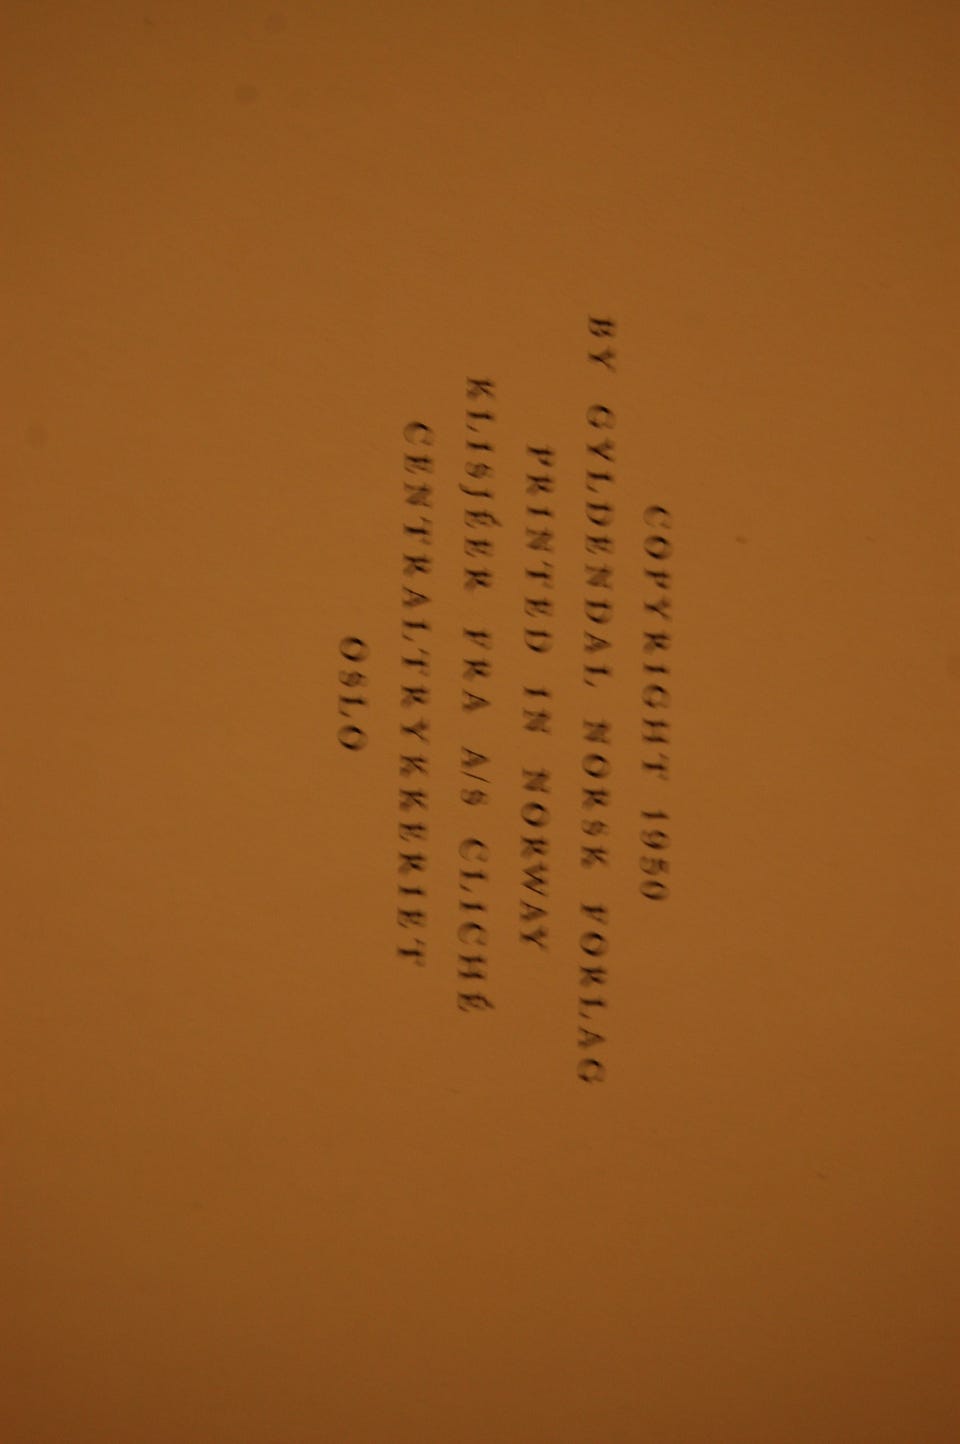 COPYRIGHT 1950
BY GYLDENDAL NORSK FORLAG
PRINTED IN NORWAY
KLISJÉER FRA A/S CLICHÉ
CENTRALTRYKKERIET
OSLO